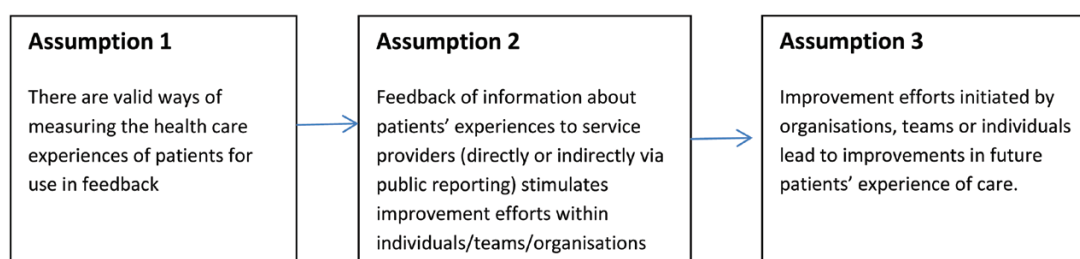 Assumption 1
There are valid ways of
measuring the health care
experiences of patients for
use in feedback
Assumption 2
Feedback of information about
patients’ experiences to service
providers (directly or indirectly via
public reporting) stimulates
improvement efforts within
individuals/teams/organisations
Assumption 3
Improvement efforts initiated by
organisations, teams or individuals
lead to improvements in future
patients’ experience of care.